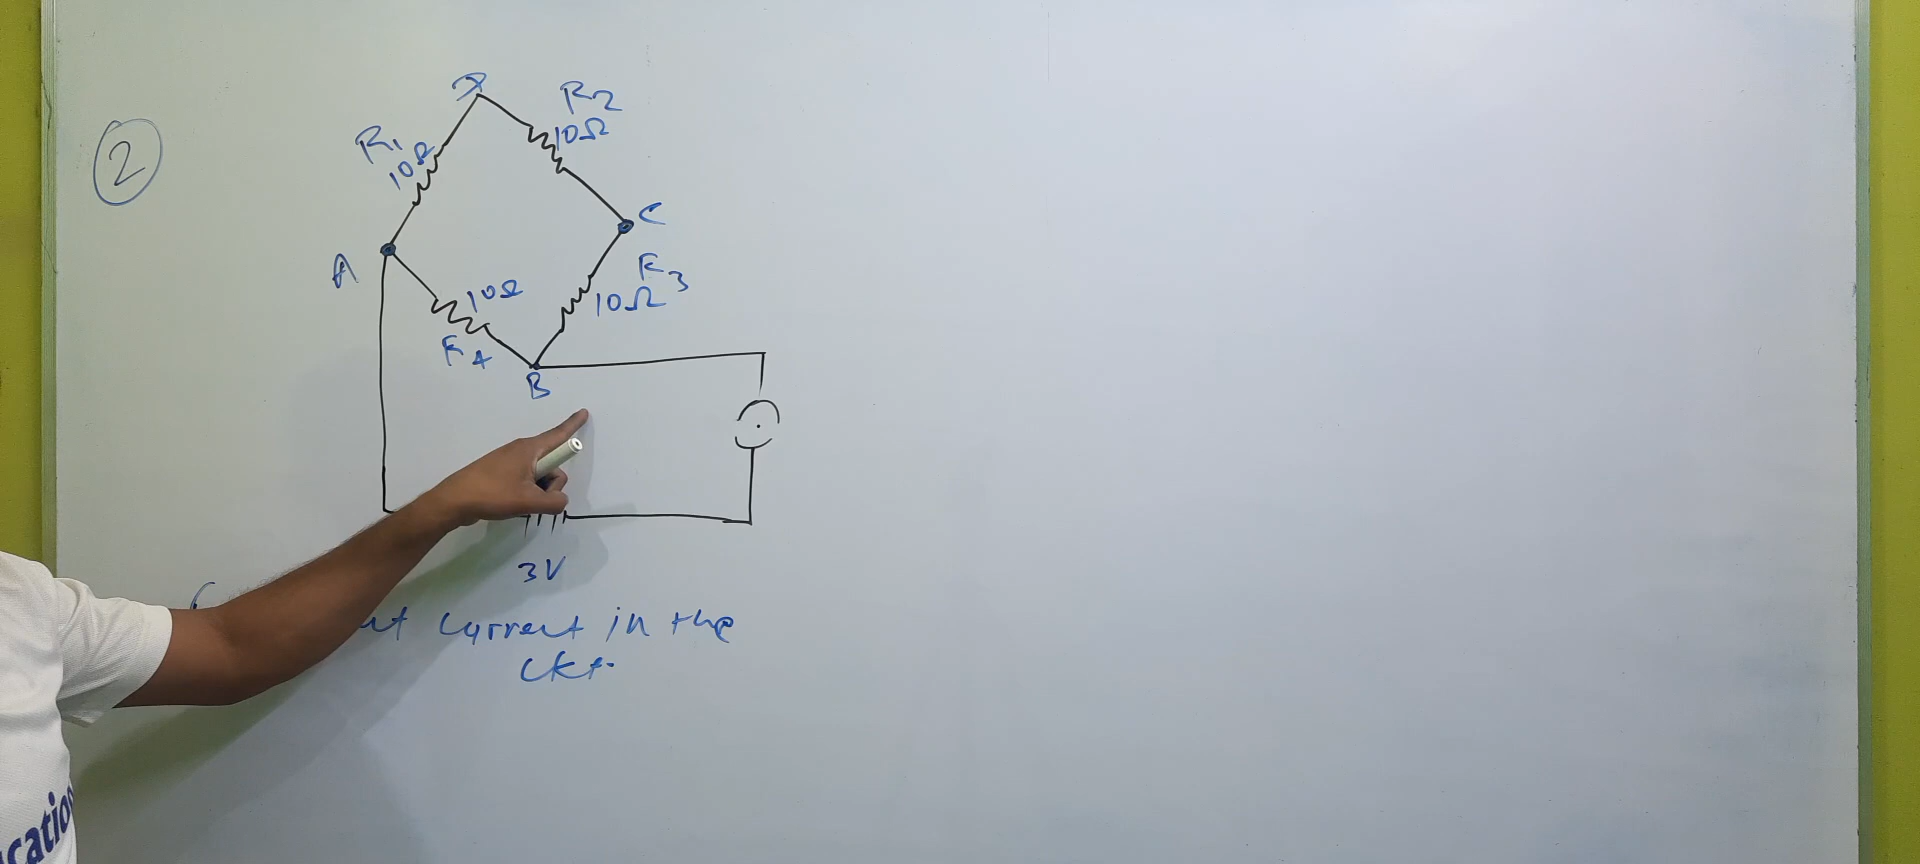 2
R1
10Ω
R2
10Ω
C
A
R3
10Ω
10Ω
R4
B
3V
current in the
ckt.